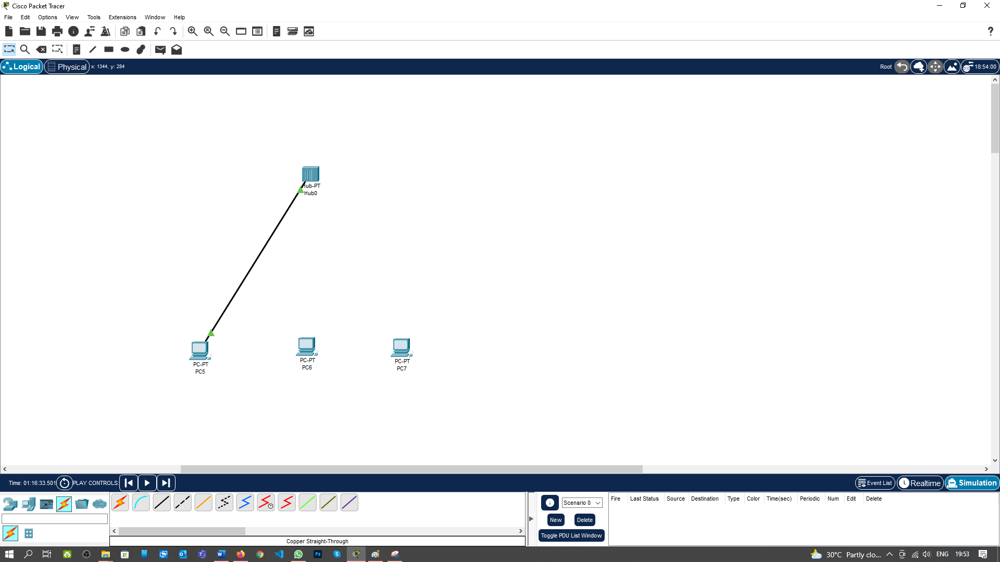 Cisco Packet Tracer
File Edit Options View Tools Extensions Window Help
Logical Physical x: 1344, y: 284 Root 18:54:00
Hub-PT
Hub0
PC-PT
PC5
PC-PT
PC6
PC-PT
PC7
Time: 01:16:33.501 PLAY CONTROLS: Event List Realtime Simulation
Scenario 0
New Delete
Toggle PDU List Window
Fire Last Status Source Destination Type Color Time(sec) Periodic Num Edit Delete
Copper Straight-Through
30°C Partly clo... ENG 19:53